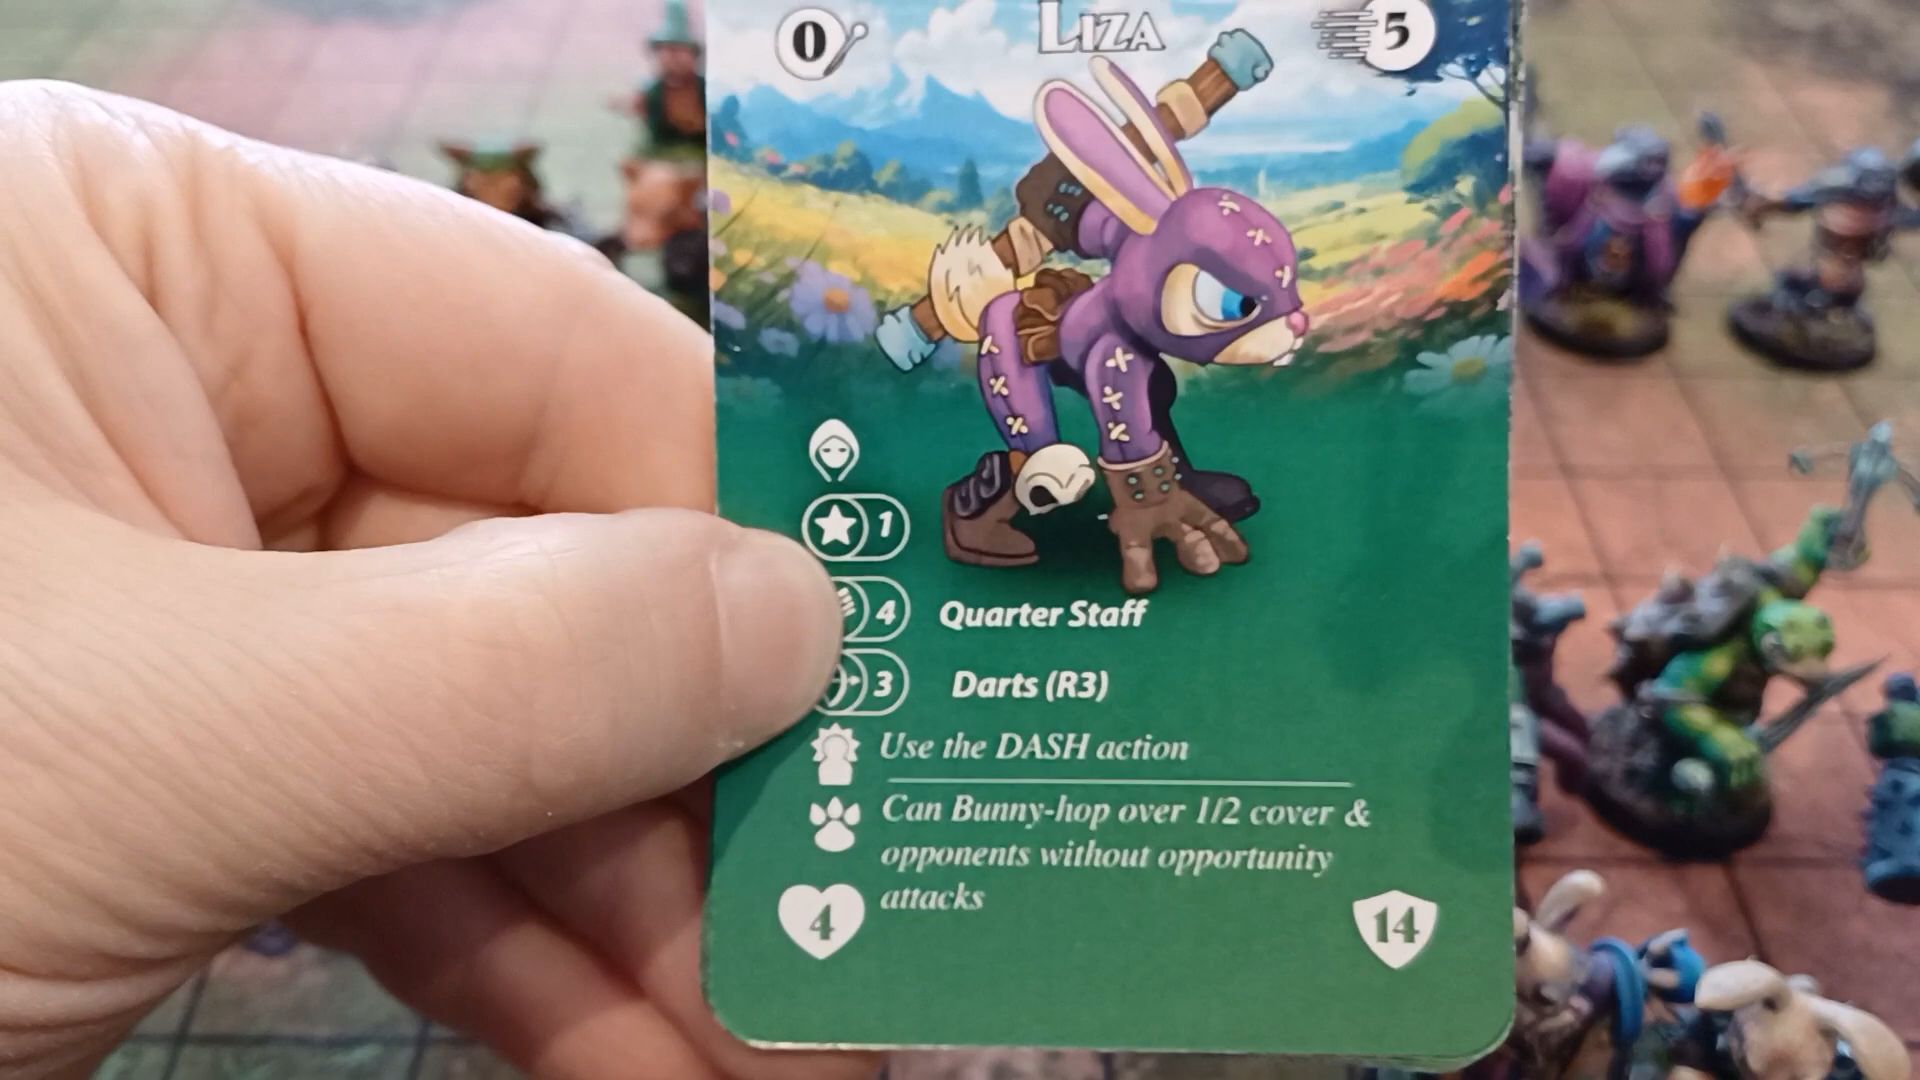 0 LIZA 5
1
4 Quarter Staff
3 Darts (R3)
Use the DASH action
Can Bunny-hop over 1/2 cover &
opponents without opportunity
attacks
4 14